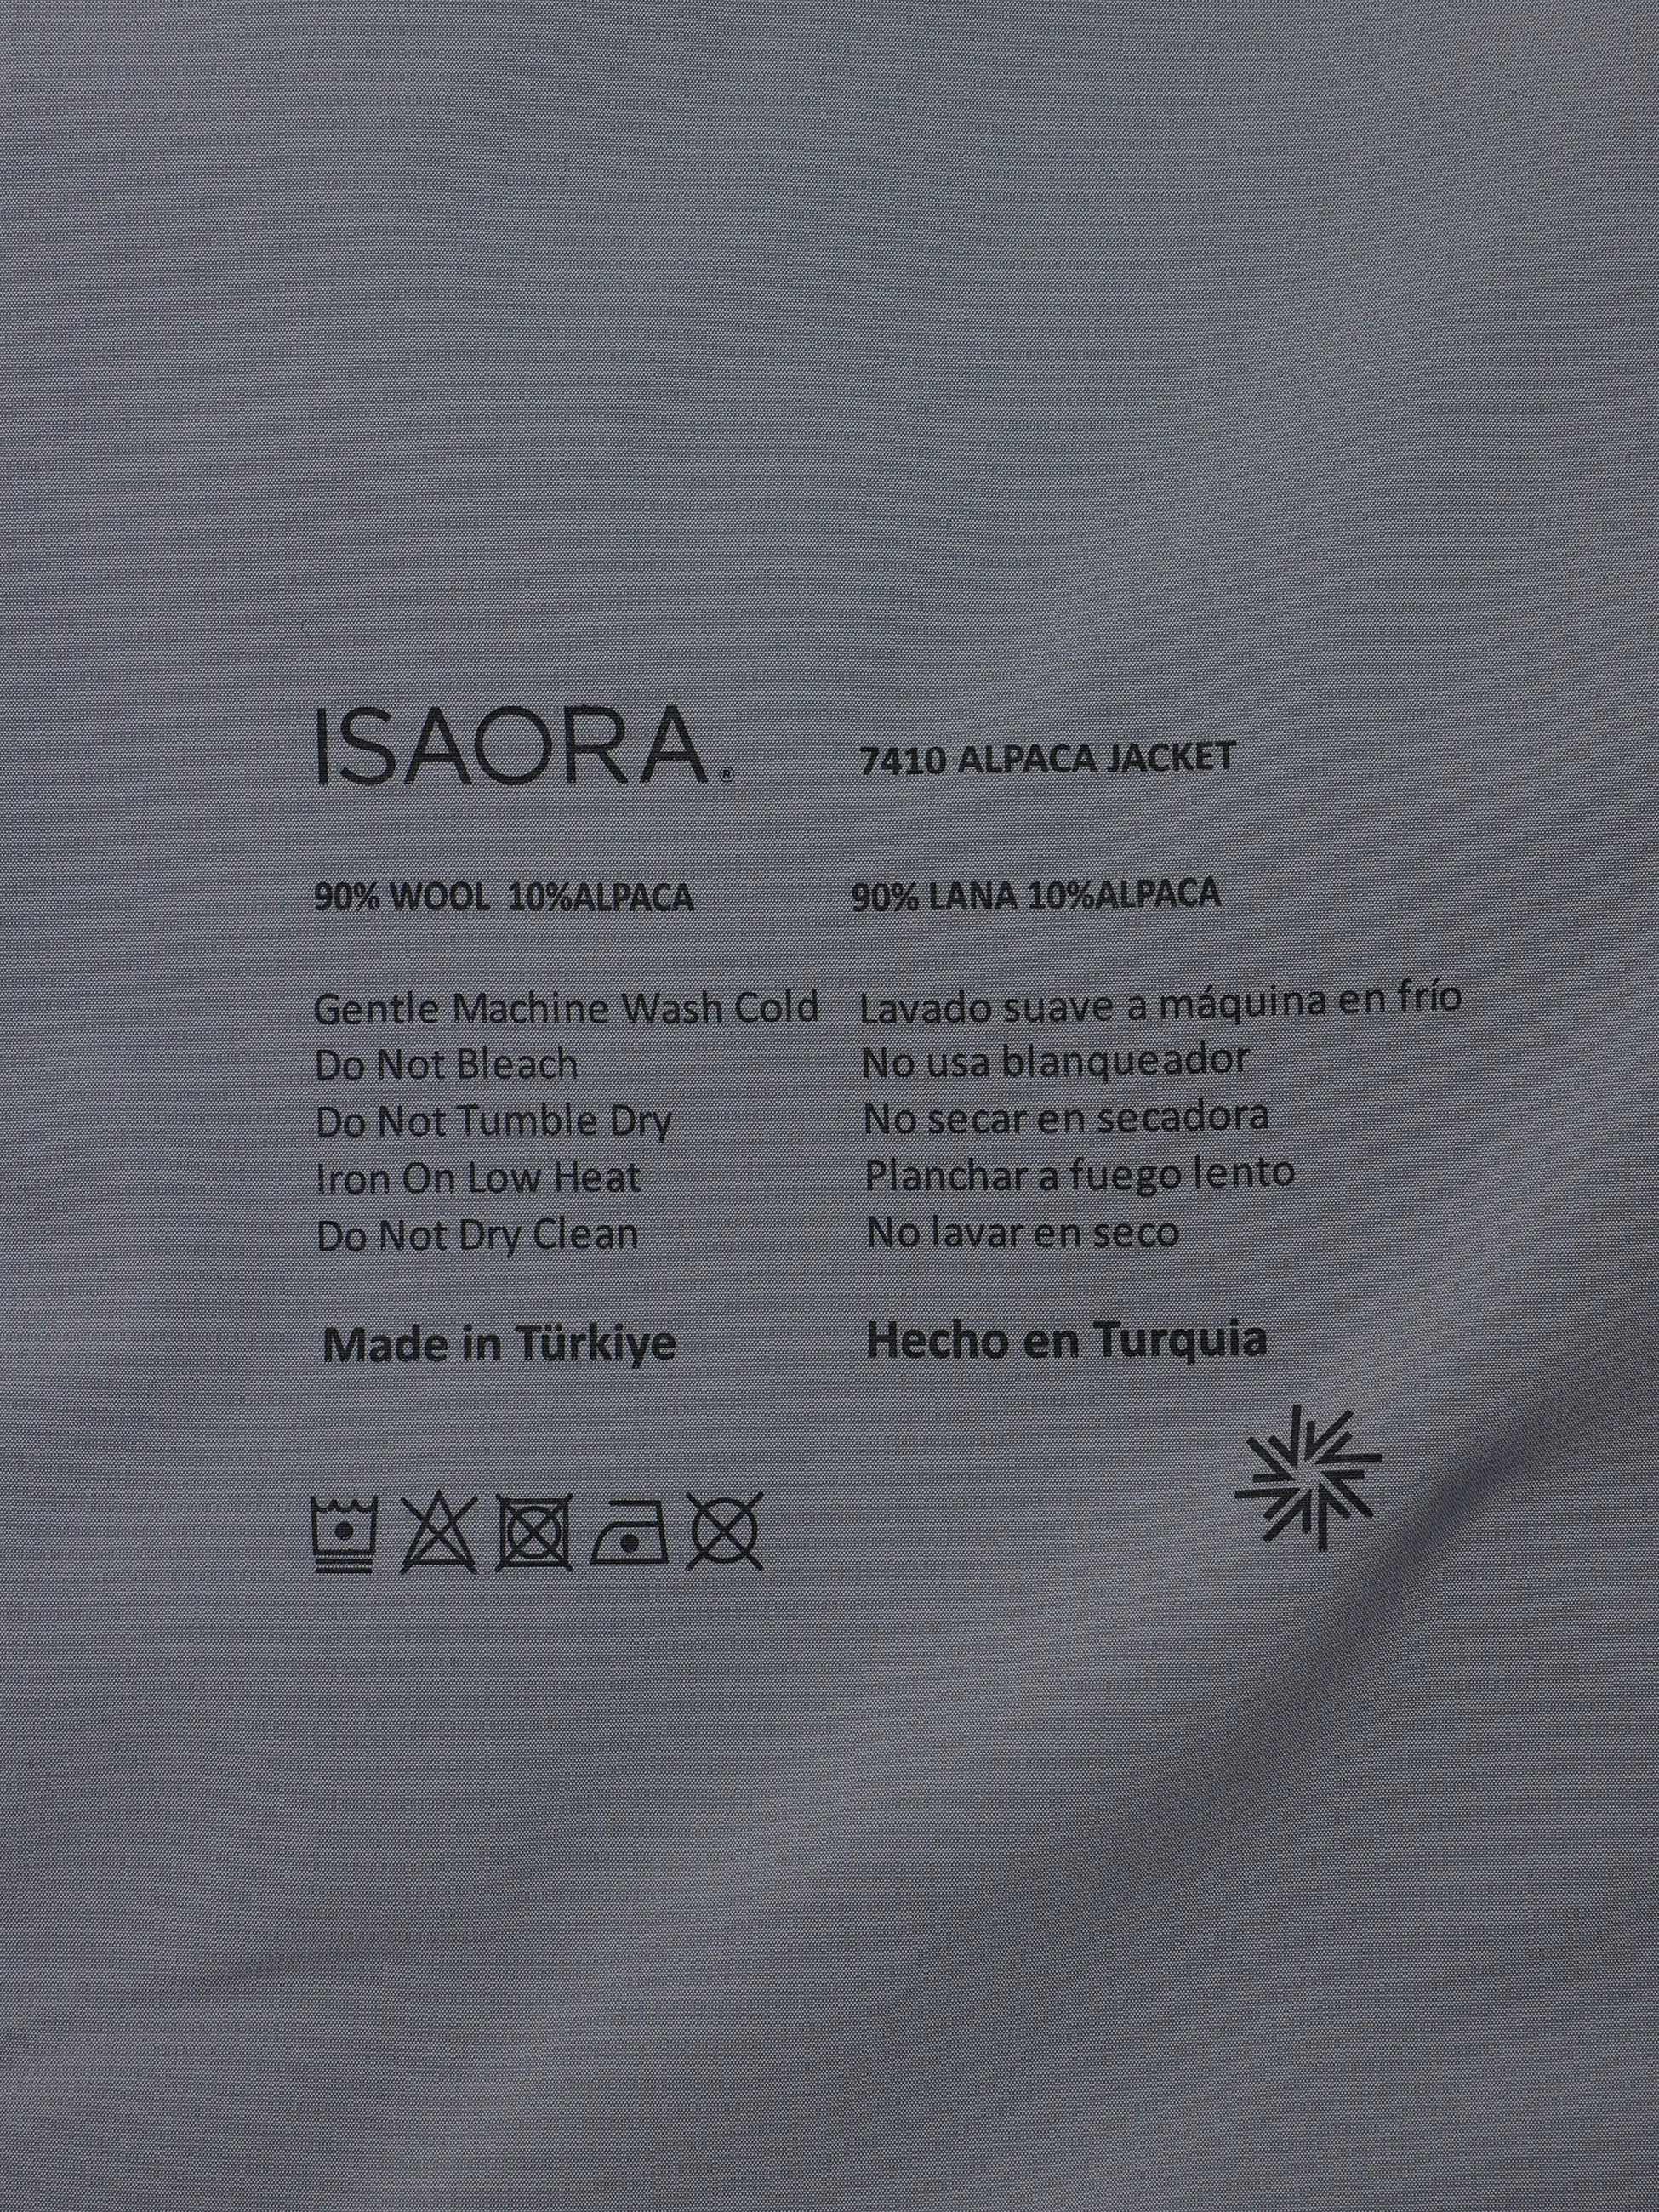 ISAORA®
7410 ALPACA JACKET
90% WOOL 10%ALPACA
90% LANA 10%ALPACA
Gentle Machine Wash Cold
Do Not Bleach
Do Not Tumble Dry
Iron On Low Heat
Do Not Dry Clean
Lavado suave a máquina en frío
No usa blanqueador
No secar en secadora
Planchar a fuego lento
No lavar en seco
Made in Türkiye
Hecho en Turquia